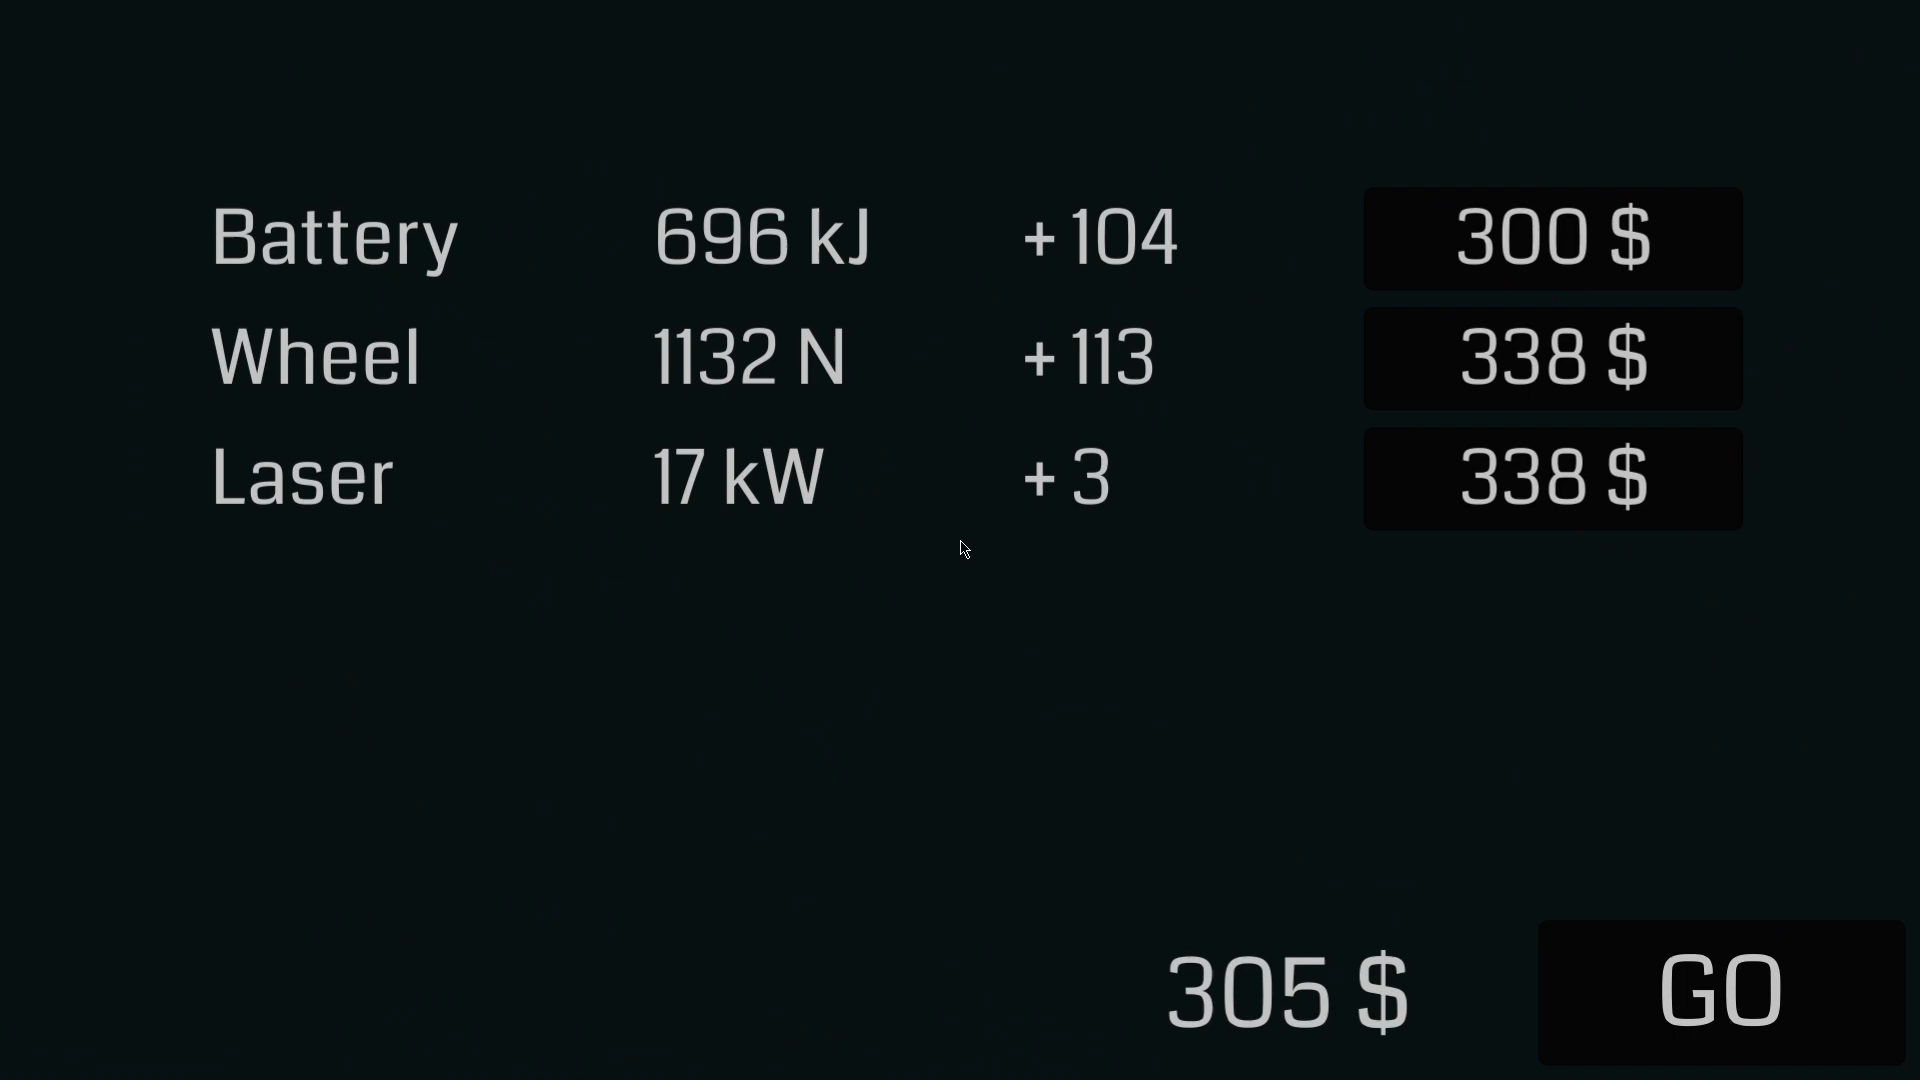 Battery 696 kJ +104 300 $
Wheel 1132 N +113 338 $
Laser 17 kW +3 338 $
305 $ GO